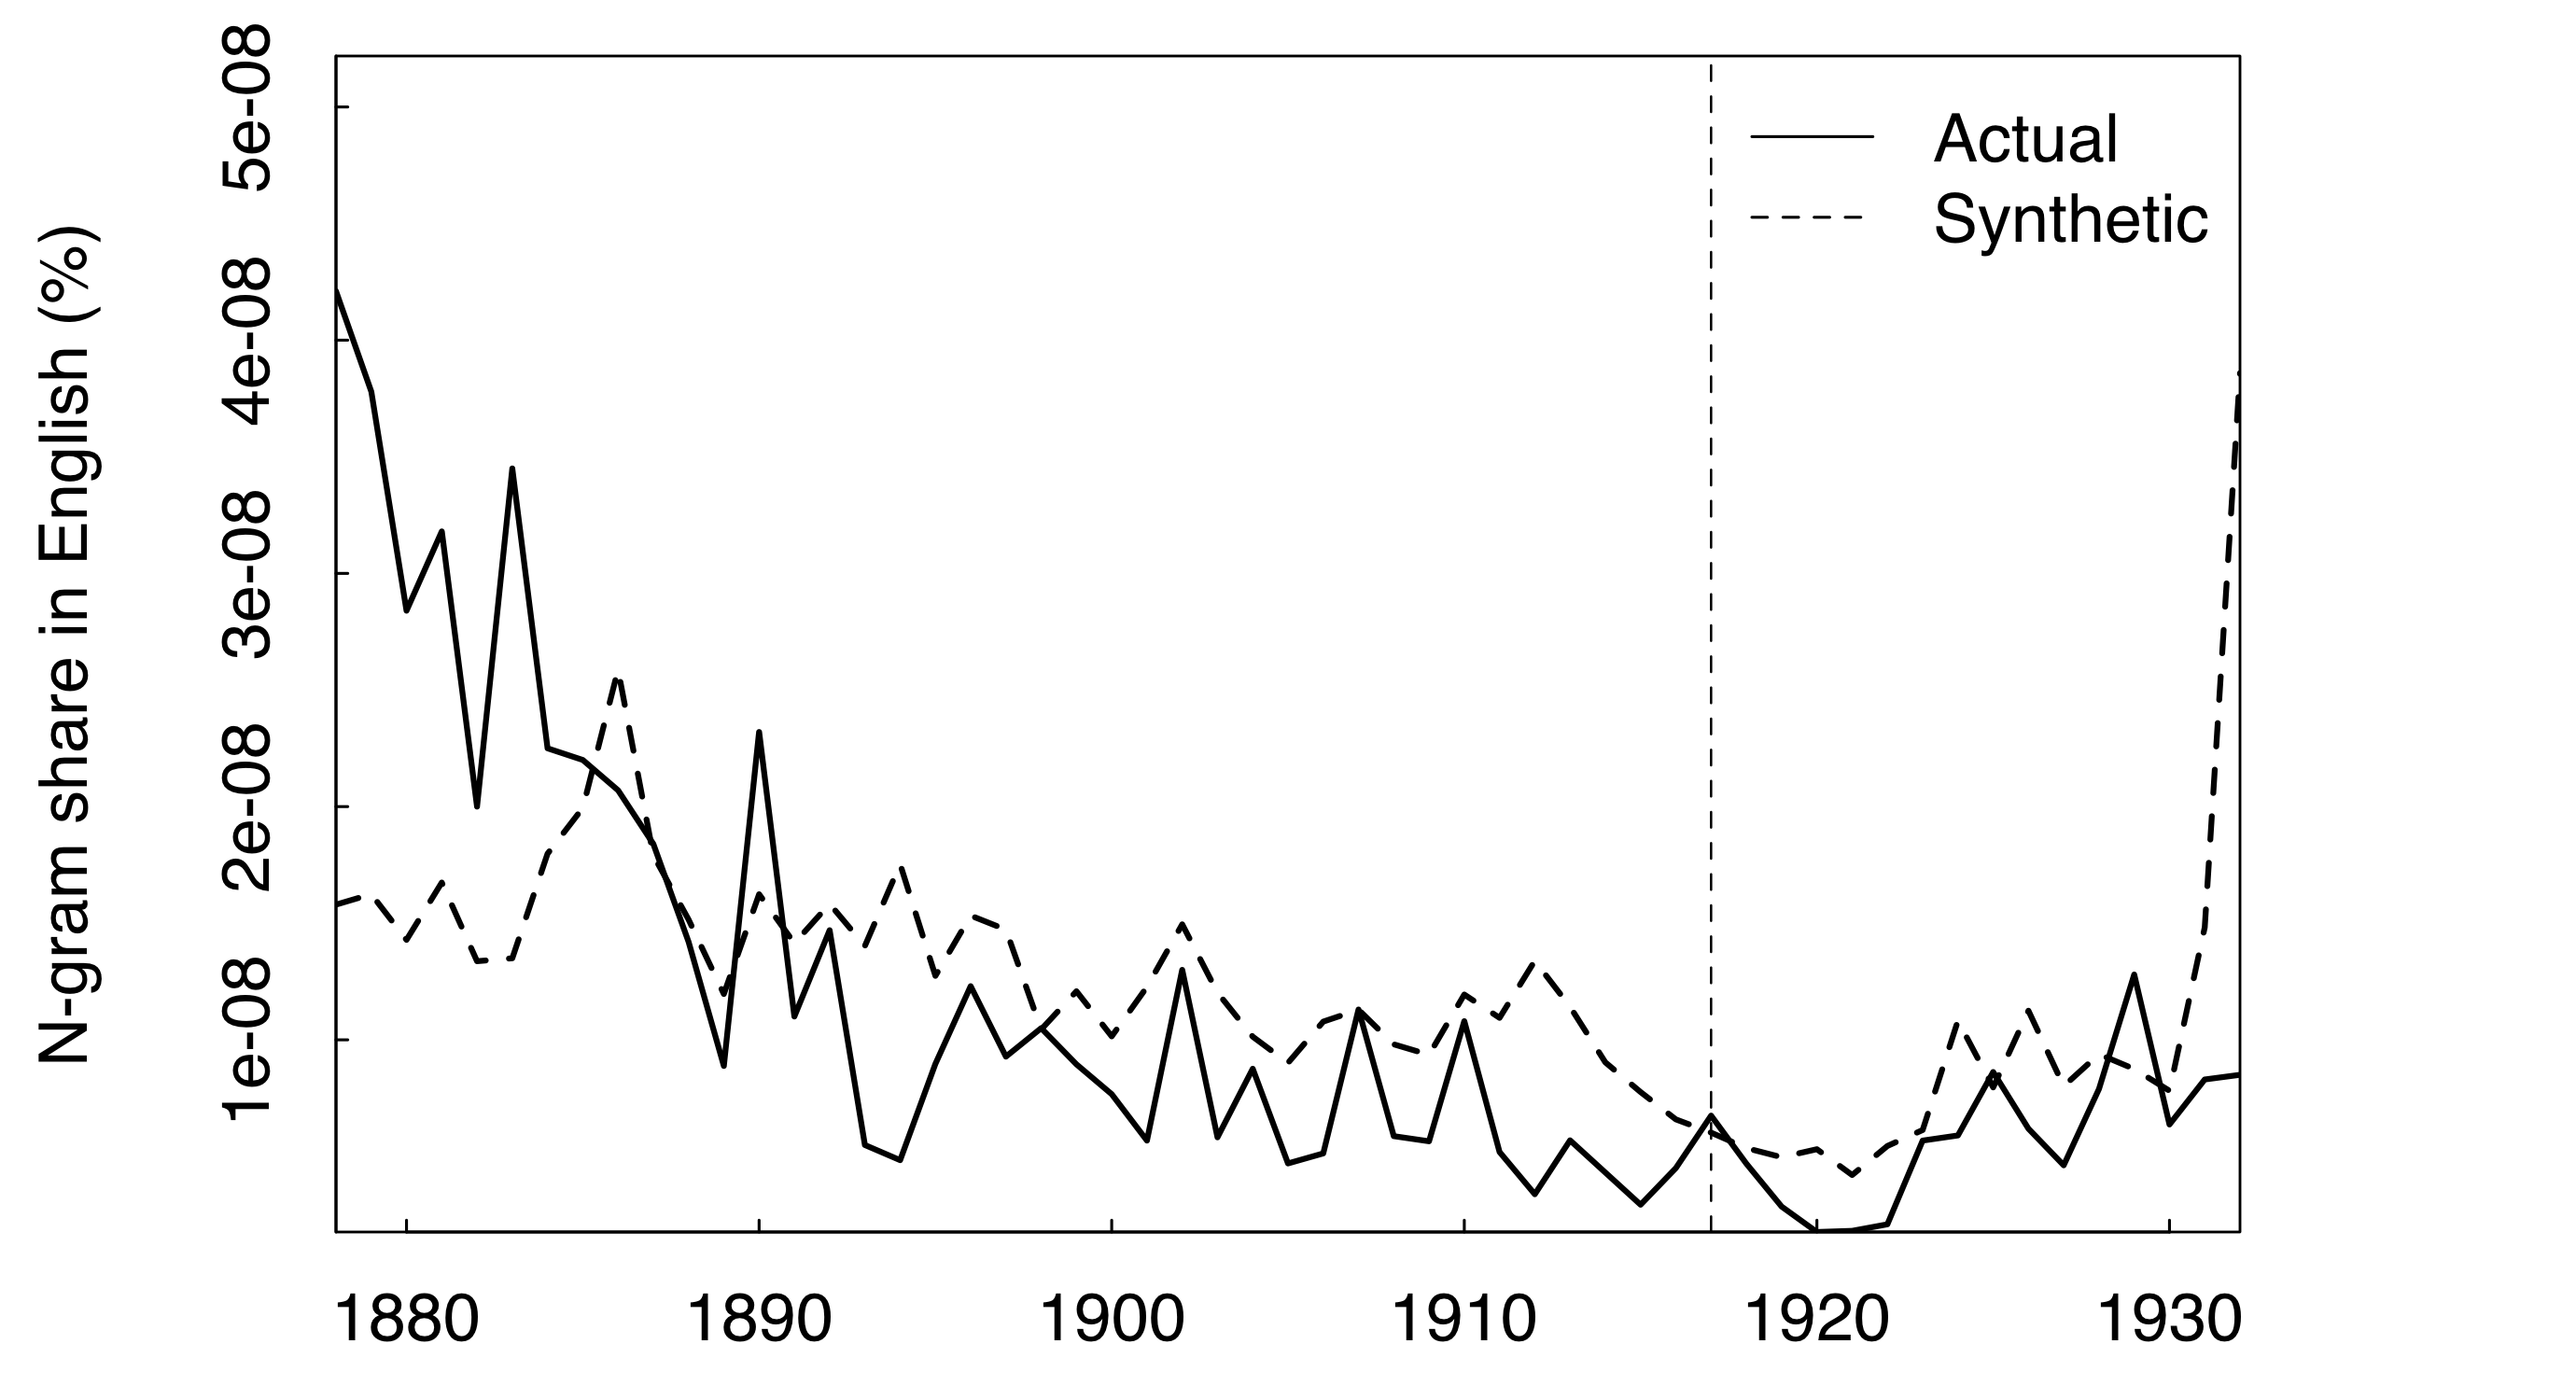 N-gram share in English (%)
5e-08
4e-08
3e-08
2e-08
1e-08
Actual
Synthetic
1880 1890 1900 1910 1920 1930